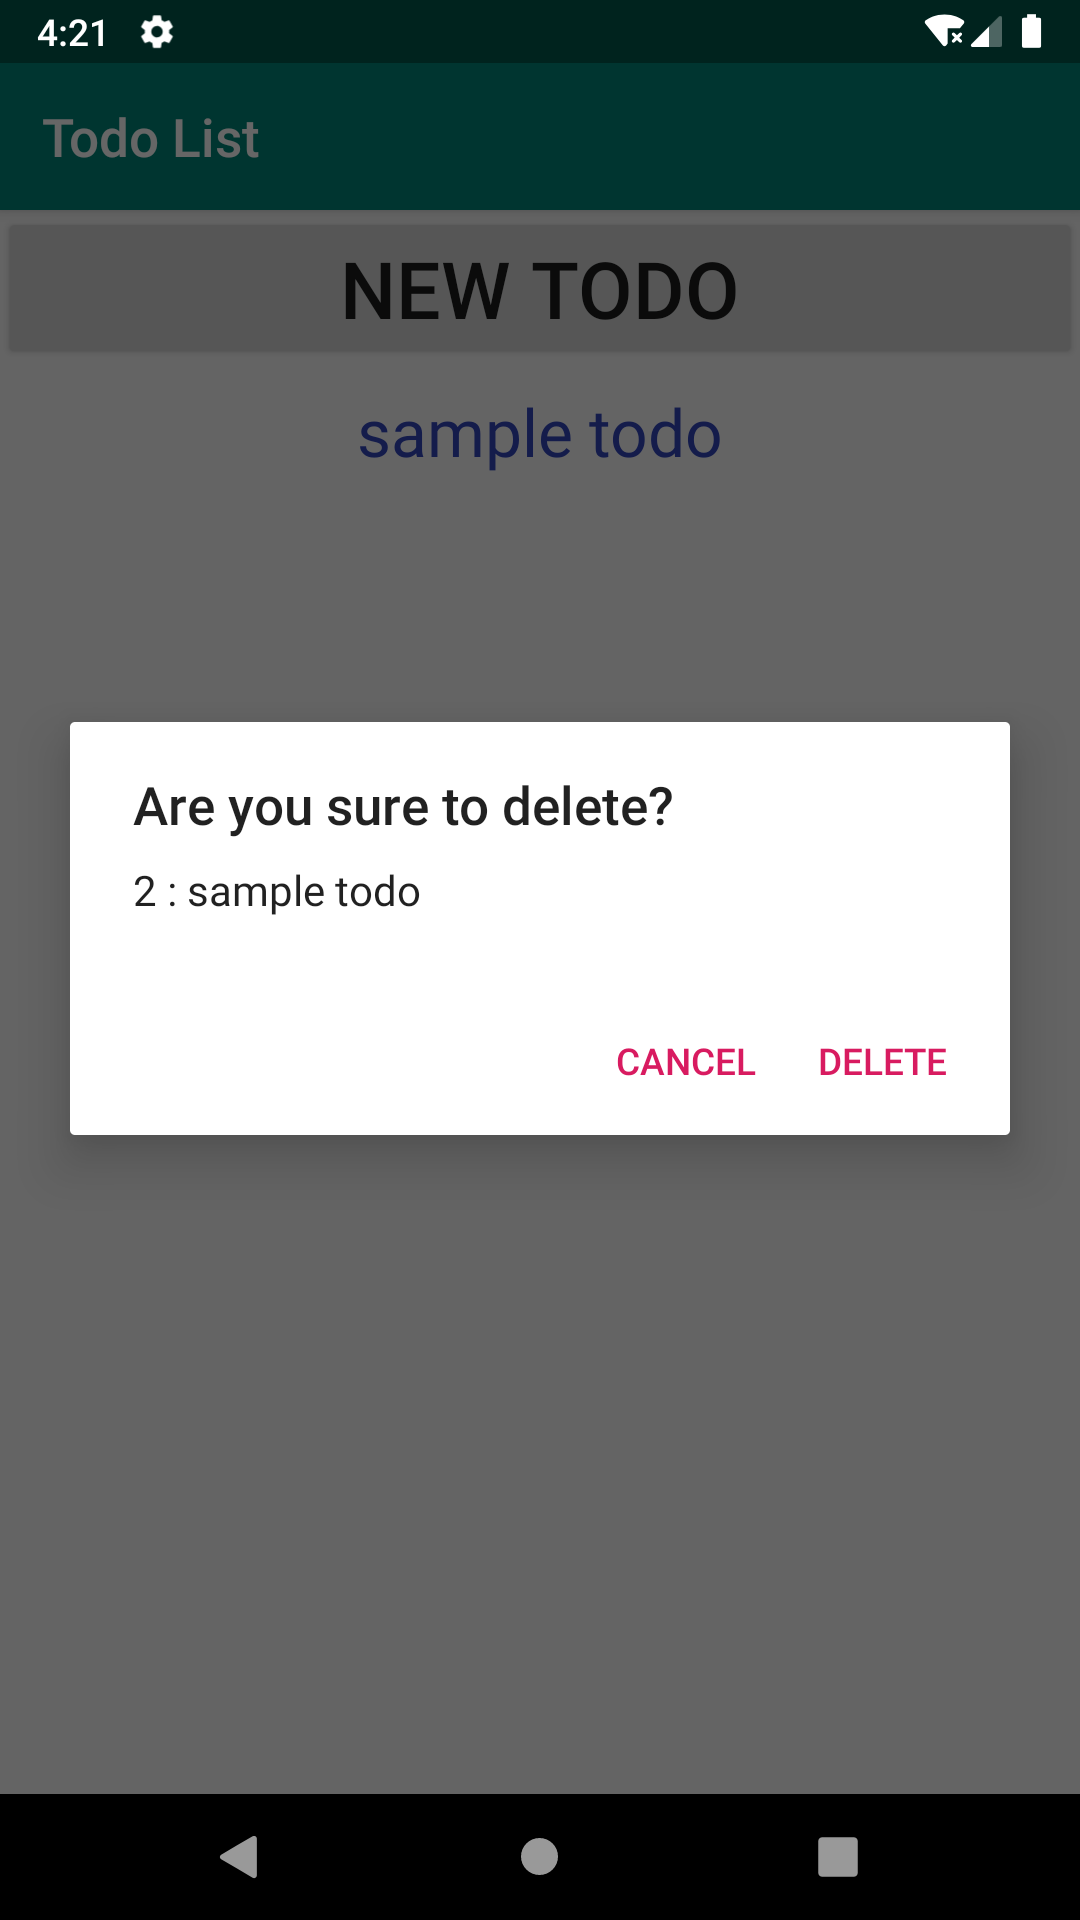 4:21
Todo List
NEW TODO
sample todo
Are you sure to delete?
2 : sample todo
CANCEL DELETE